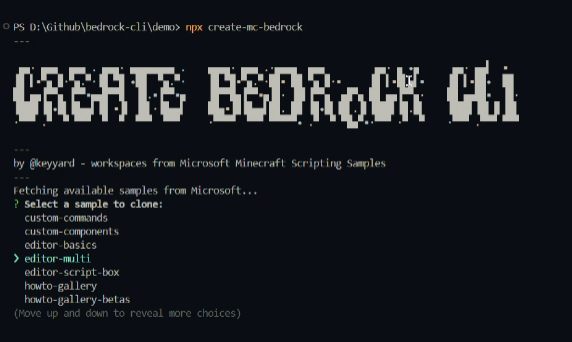 PS D:\Github\bedrock-cli\demo> npx create-mc-bedrock
---
CREATE BEDROCK CLi
---
by @keyyard - workspaces from Microsoft Minecraft Scripting Samples
---
Fetching available samples from Microsoft...
? Select a sample to clone:
custom-commands
custom-components
editor-basics
❯ editor-multi
editor-script-box
howto-gallery
howto-gallery-betas
(Move up and down to reveal more choices)